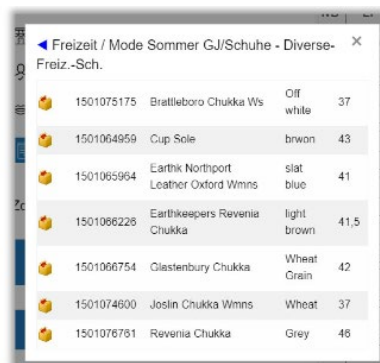 ◄ Freizeit / Mode Sommer GJ/Schuhe - Diverse- ×
Freiz.-Sch.
1501075175 Brattleboro Chukka Ws Off white 37
1501064959 Cup Sole brwon 43
1501065964 Earthk Northport Leather Oxford Wmns slat blue 41
1501066226 Earthkeepers Revenia Chukka light brown 41,5
1501066754 Glastenbury Chukka Wheat Grain 42
1501074600 Joslin Chukka Wmns Wheat 37
1501076761 Revenia Chukka Grey 46